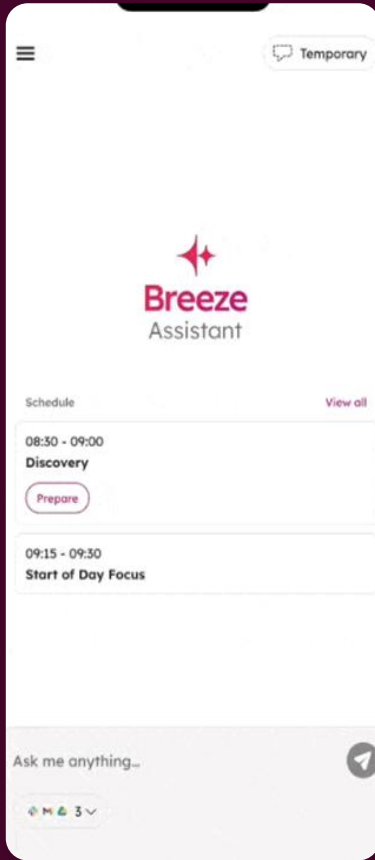 Temporary
Breeze
Assistant
Schedule View all
08:30 - 09:00
Discovery
Prepare
09:15 - 09:30
Start of Day Focus
Ask me anything...
3